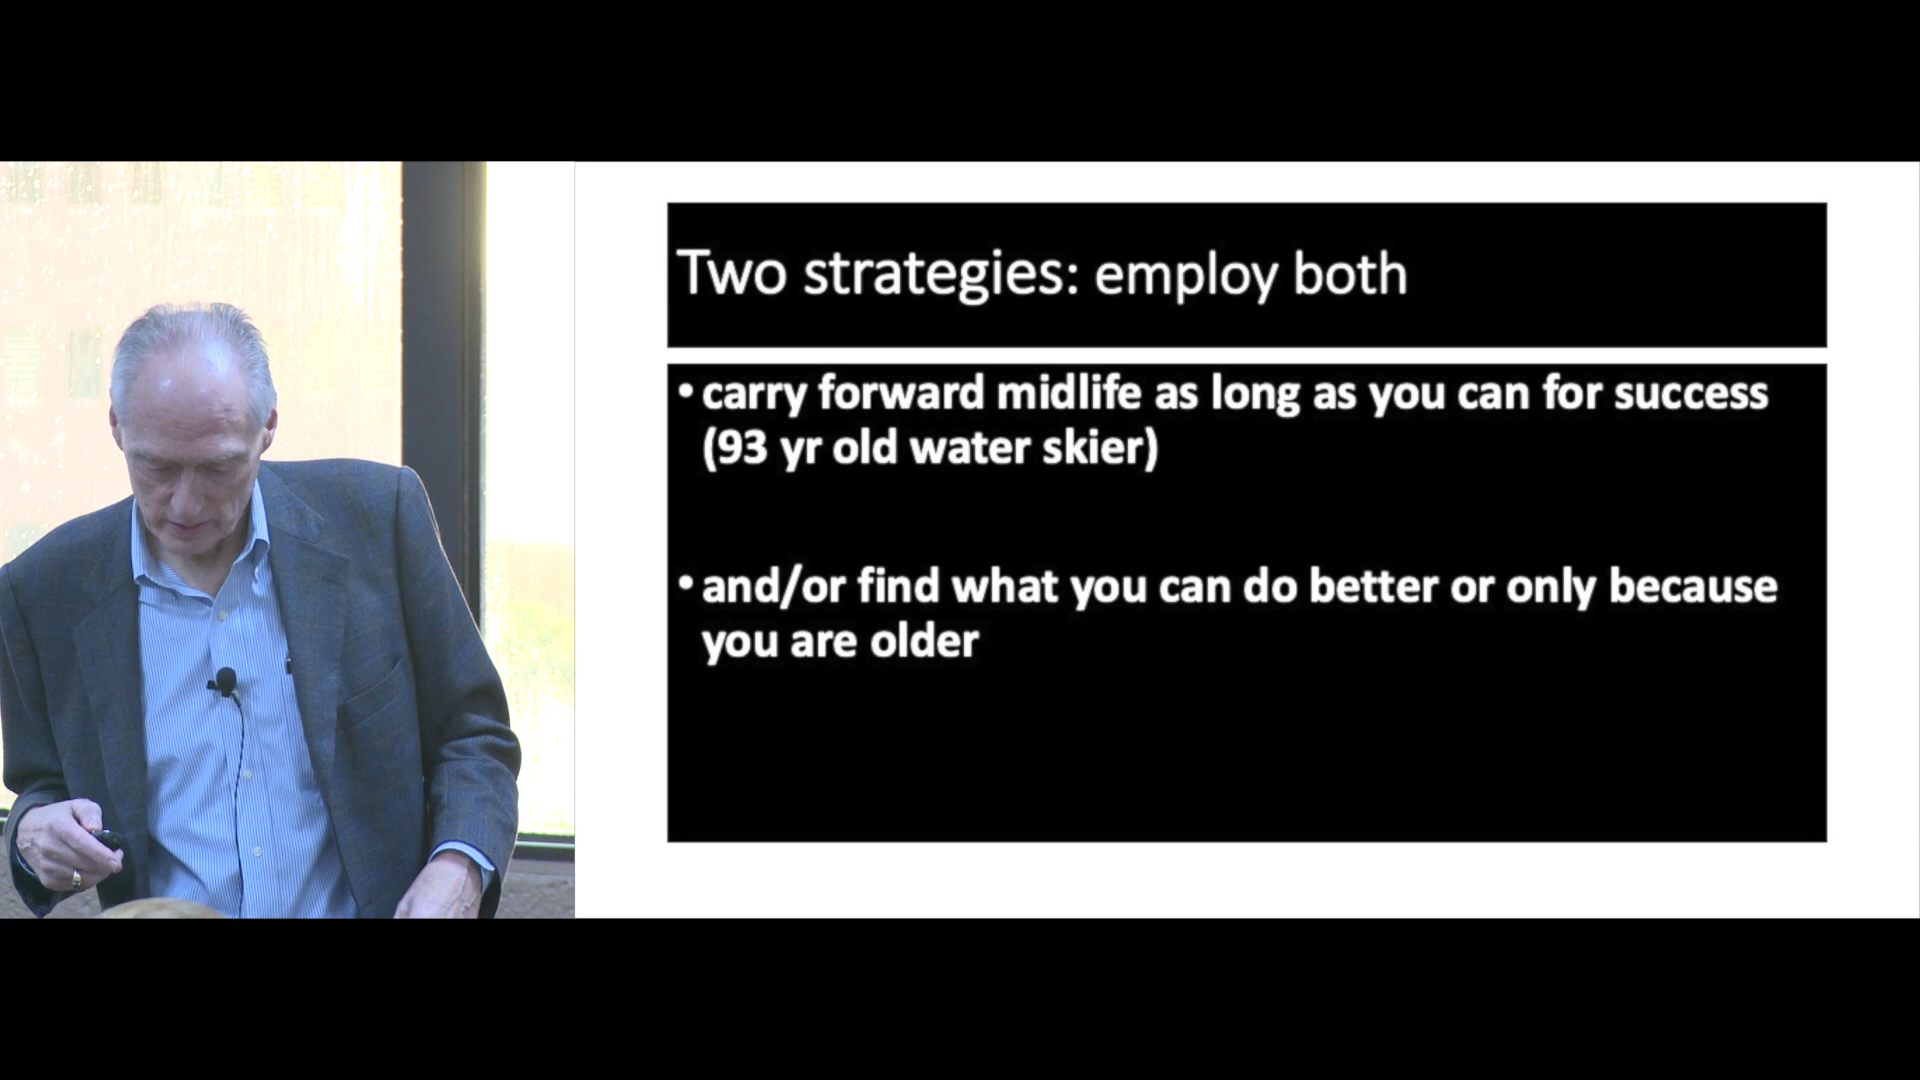 Two strategies: employ both
• carry forward midlife as long as you can for success
(93 yr old water skier)
• and/or find what you can do better or only because
you are older